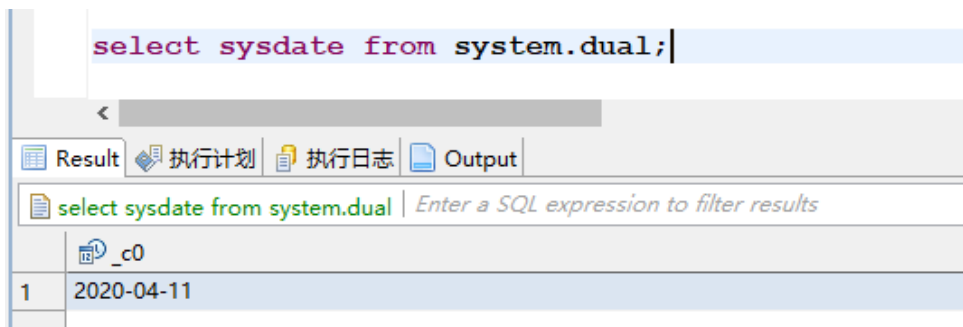 select sysdate from system.dual;
Result 执行计划 执行日志 Output
select sysdate from system.dual Enter a SQL expression to filter results
_c0
1 2020-04-11